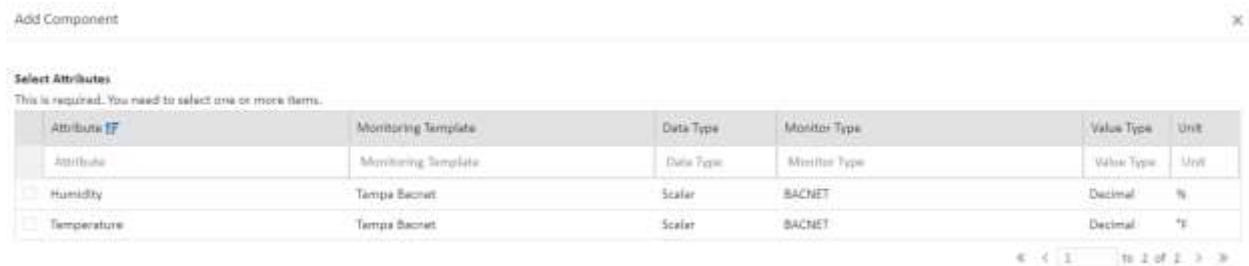 Add Component
Select Attributes
This is required. You need to select one or more items.
Attribute Monitoring Template Data Type Monitor Type Value Type Unit
Attribute Monitoring Template Data Type Monitor Type Value Type Unit
Humidity Tampa Bacnet Scalar BACNET Decimal %
Temperature Tampa Bacnet Scalar BACNET Decimal °F
« < 1 to 2 of 2 > »